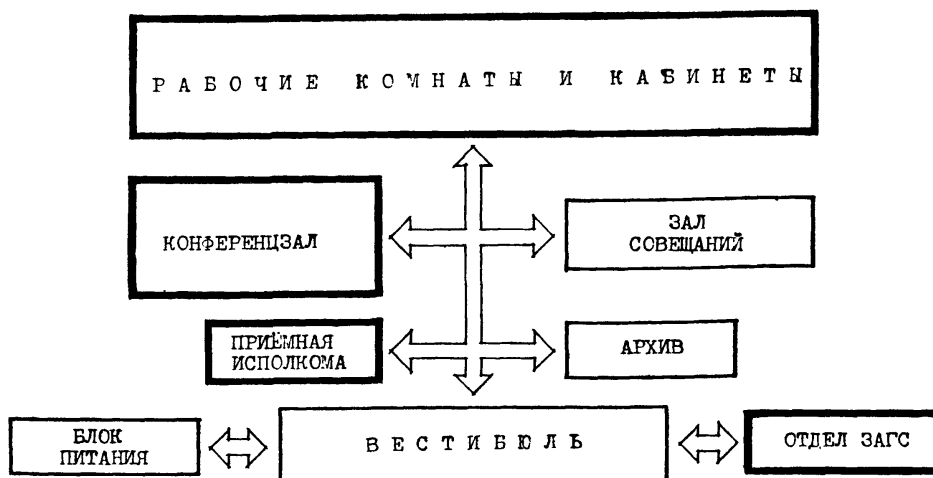 РАБОЧИЕ КОМНАТЫ И КАБИНЕТЫ
КОНФЕРЕНЦЗАЛ
ЗАЛ
СОВЕЩАНИЙ
ПРИЁМНАЯ
ИСПОЛКОМА
АРХИВ
БЛОК
ПИТАНИЯ
ВЕСТИБЮЛЬ
ОТДЕЛ ЗАГС